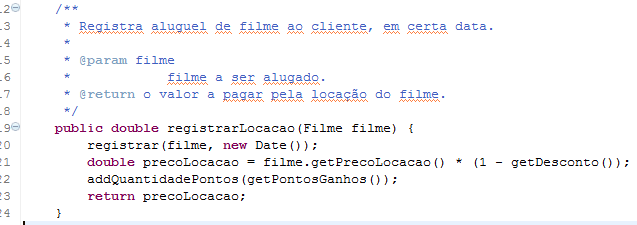 12 /**
13 * Registra aluguel de filme ao cliente, em certa data.
14 *
15 * @param filme
16 * filme a ser alugado.
17 * @return o valor a pagar pela locação do filme.
18 */
19 public double registrarLocacao(Filme filme) {
20 registrar(filme, new Date());
21 double precoLocacao = filme.getPrecoLocacao() * (1 - getDesconto());
22 addQuantidadePontos(getPontosGanhos());
23 return precoLocacao;
24 }